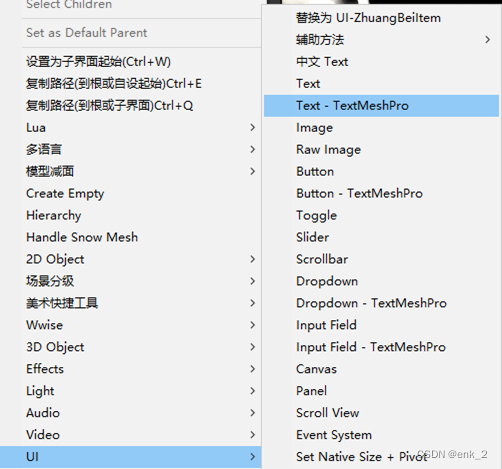 Select Children
Set as Default Parent
设置为子界面起始(Ctrl+W)
复制路径(到根或自设起始)Ctrl+E
复制路径(到根或子界面)Ctrl+Q
Lua
多语言
模型减面
Create Empty
Hierarchy
Handle Snow Mesh
2D Object
场景分级
美术快捷工具
Wwise
3D Object
Effects
Light
Audio
Video
UI
替换为 UI-ZhuangBeiItem
辅助方法
中文 Text
Text
Text - TextMeshPro
Image
Raw Image
Button
Button - TextMeshPro
Toggle
Slider
Scrollbar
Dropdown
Dropdown - TextMeshPro
Input Field
Input Field - TextMeshPro
Canvas
Panel
Scroll View
Event System
Set Native Size + Pivot
CSDN @enk_2